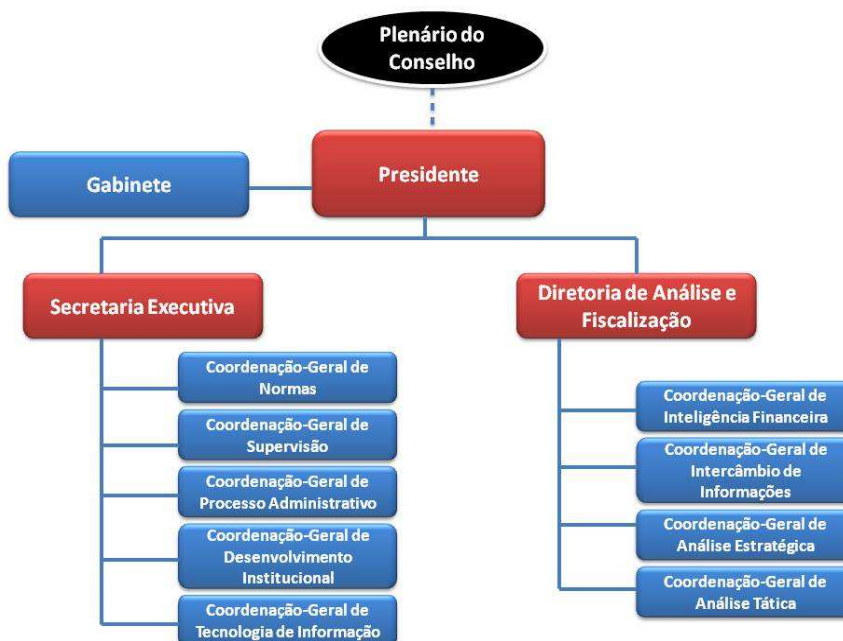 Plenário do
Conselho
Presidente
Gabinete
Secretaria Executiva
Coordenação-Geral de
Normas
Coordenação-Geral de
Supervisão
Coordenação-Geral de
Processo Administrativo
Coordenação-Geral de
Desenvolvimento
Institucional
Coordenação-Geral de
Tecnologia de Informação
Diretoria de Análise e
Fiscalização
Coordenação-Geral de
Inteligência Financeira
Coordenação-Geral de
Intercâmbio de
Informações
Coordenação-Geral de
Análise Estratégica
Coordenação-Geral de
Análise Tática